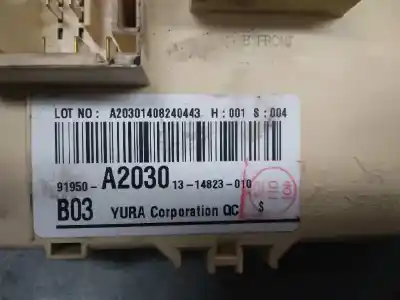 B FRONT
LOT NO : A20301408240443 H : 001 S : 004
91950- A2030 13-14823-010
B03 YURA Corporation QC $